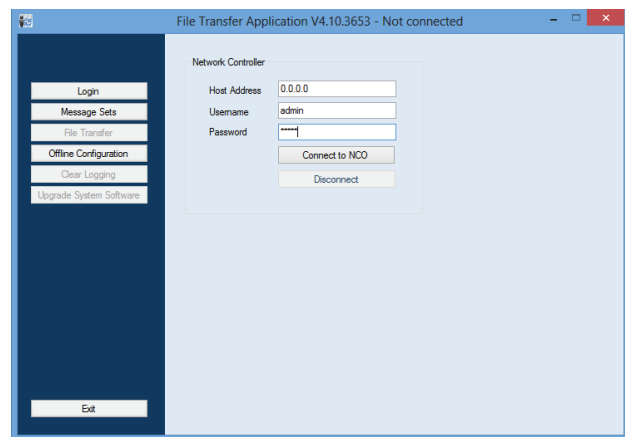 File Transfer Application V4.10.3653 - Not connected
Login
Message Sets
File Transfer
Offline Configuration
Clear Logging
Upgrade System Software
Exit
Network Controller
Host Address 0.0.0.0
Username admin
Password *****
Connect to NCO
Disconnect